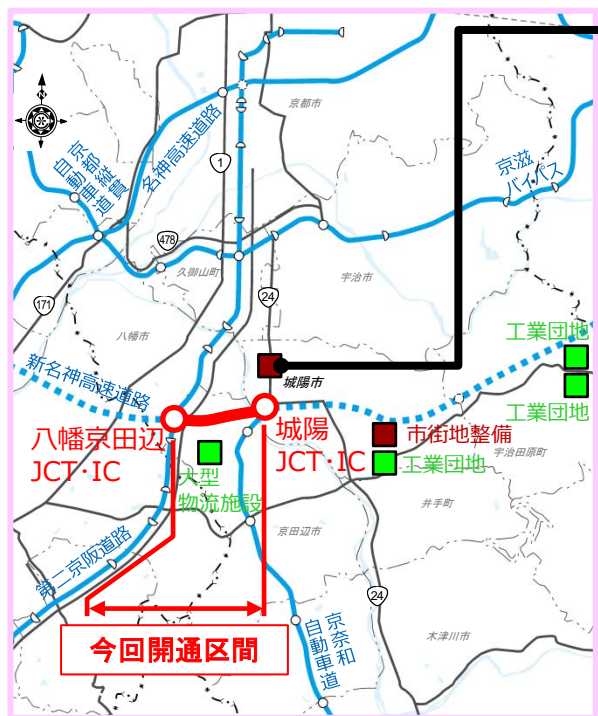 京都市
名神高速道路
京都縦貫
自動車道
1
京滋
バイパス
478
久御山町
宇治市
171
24
八幡市
工業団地
城陽市
新名神高速道路
工業団地
八幡京田辺
JCT・IC
城陽
JCT・IC
市街地整備
工業団地
宇治田原町
大型
物流施設
井手町
京田辺市
第二京阪道路
24
京奈和
自動車道
木津川市
今回開通区間